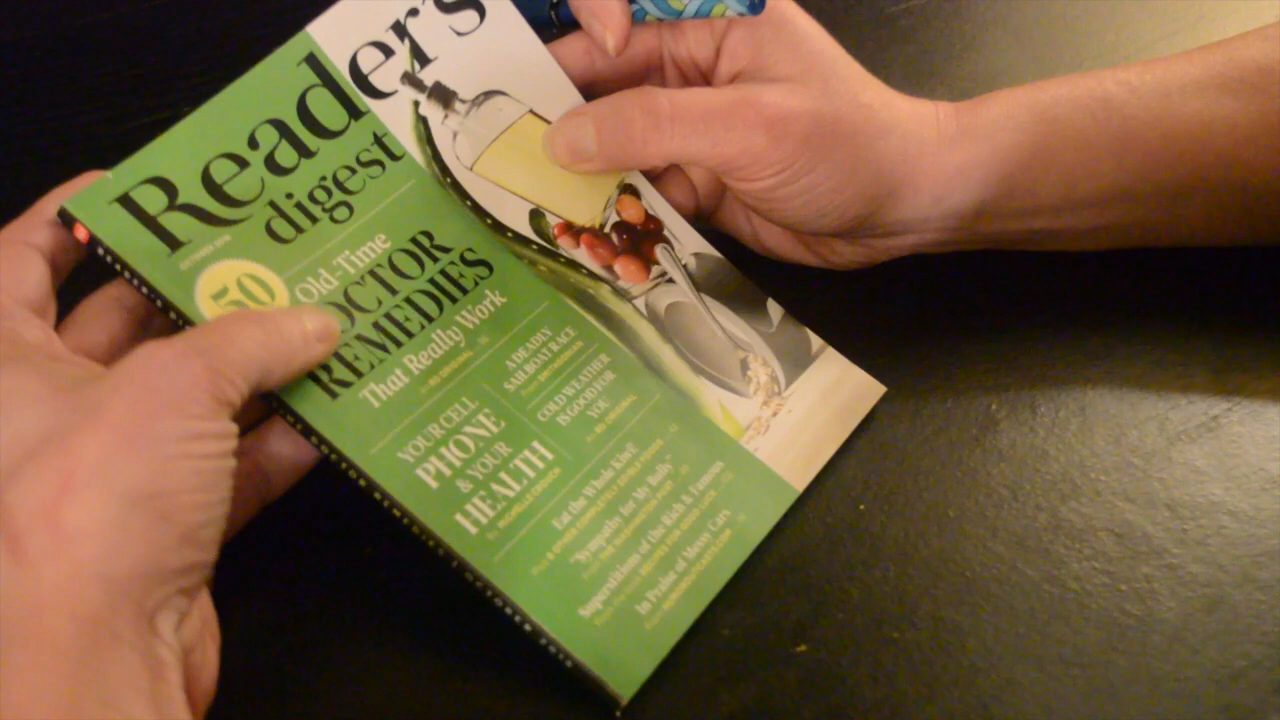 Reader's
digest
50
Old-Time
DOCTOR
REMEDIES
That Really Work
A DEADLY
SAILBOAT RACE
COLD WEATHER
IS GOOD FOR
YOU
YOUR CELL
PHONE
& YOUR
HEALTH
Eat the Whole Kiwi!
"Sympathy for My Bully"
Superstitions of the Rich & Famous
In Praise of Messy Cars